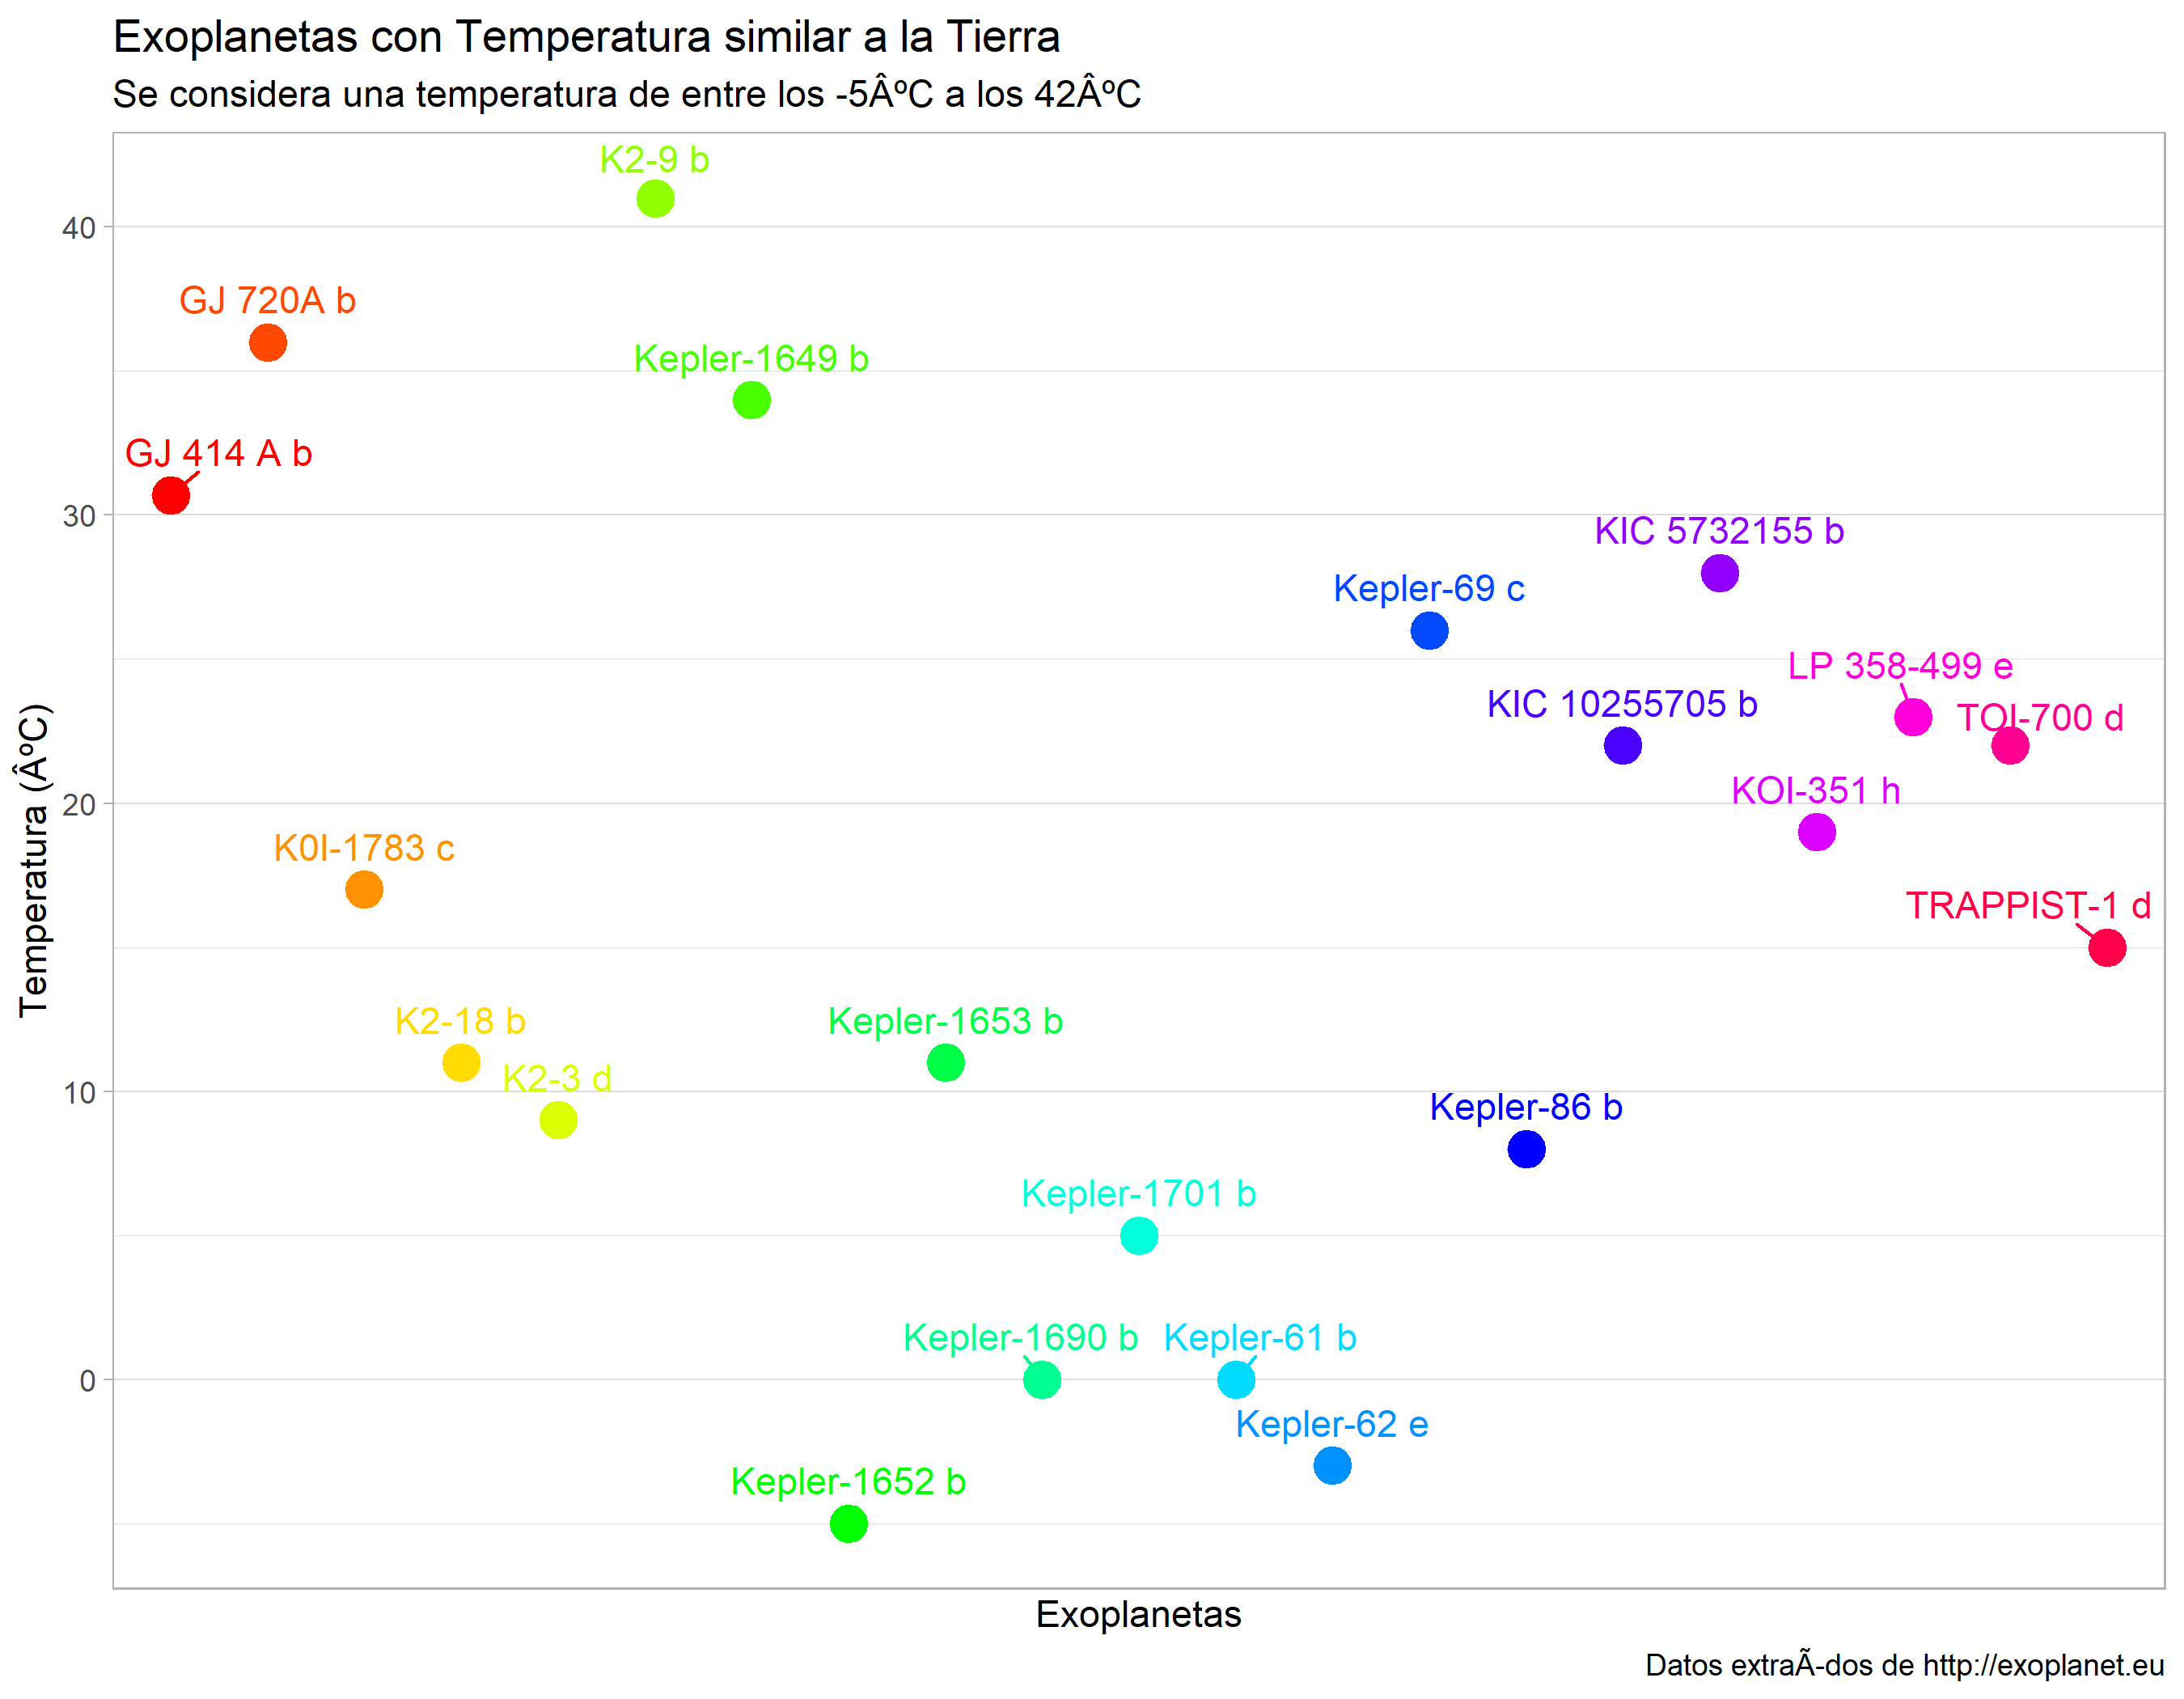 Exoplanetas con Temperatura similar a la Tierra
Se considera una temperatura de entre los -5ÂºC a los 42ÂºC
K2-9 b
40
GJ 720A b
Kepler-1649 b
GJ 414 A b
30
KIC 5732155 b
Kepler-69 c
LP 358-499 e
KIC 10255705 b
TOI-700 d
Temperatura (ÂºC)
KOI-351 h
20
K0I-1783 c
TRAPPIST-1 d
K2-18 b
Kepler-1653 b
K2-3 d
10
Kepler-86 b
Kepler-1701 b
Kepler-1690 b
Kepler-61 b
0
Kepler-62 e
Kepler-1652 b
Exoplanetas
Datos extraÃ-dos de http://exoplanet.eu